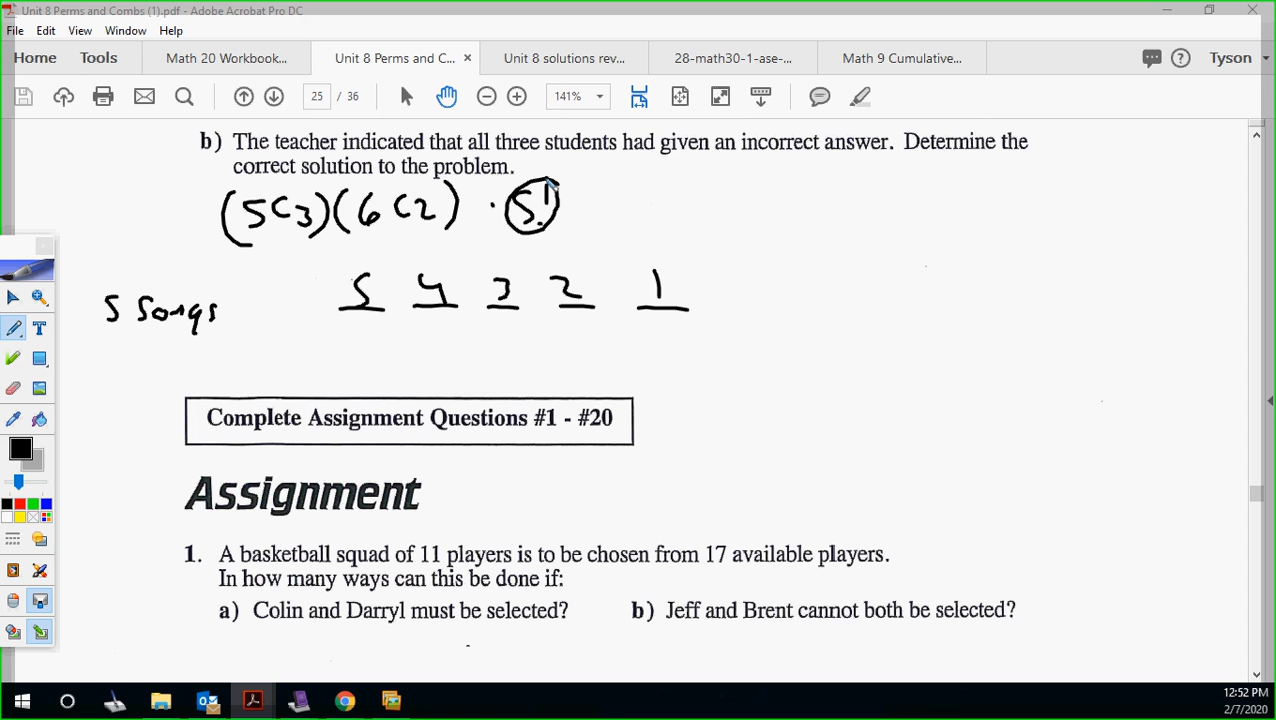 Unit 8 Perms and Combs (1).pdf - Adobe Acrobat Pro DC
File Edit View Window Help
Home Tools Math 20 Workbook... Unit 8 Perms and C... × Unit 8 solutions rev... 28-math30-1-ase-... Math 9 Cumulative... Tyson
25 / 36 141%
b) The teacher indicated that all three students had given an incorrect answer. Determine the
correct solution to the problem.
(5C3)(6C2) · 5!
5 Songs 5 4 3 2 1
Complete Assignment Questions #1 - #20
Assignment
1. A basketball squad of 11 players is to be chosen from 17 available players.
In how many ways can this be done if:
a) Colin and Darryl must be selected? b) Jeff and Brent cannot both be selected?
12:52 PM
2/7/2020